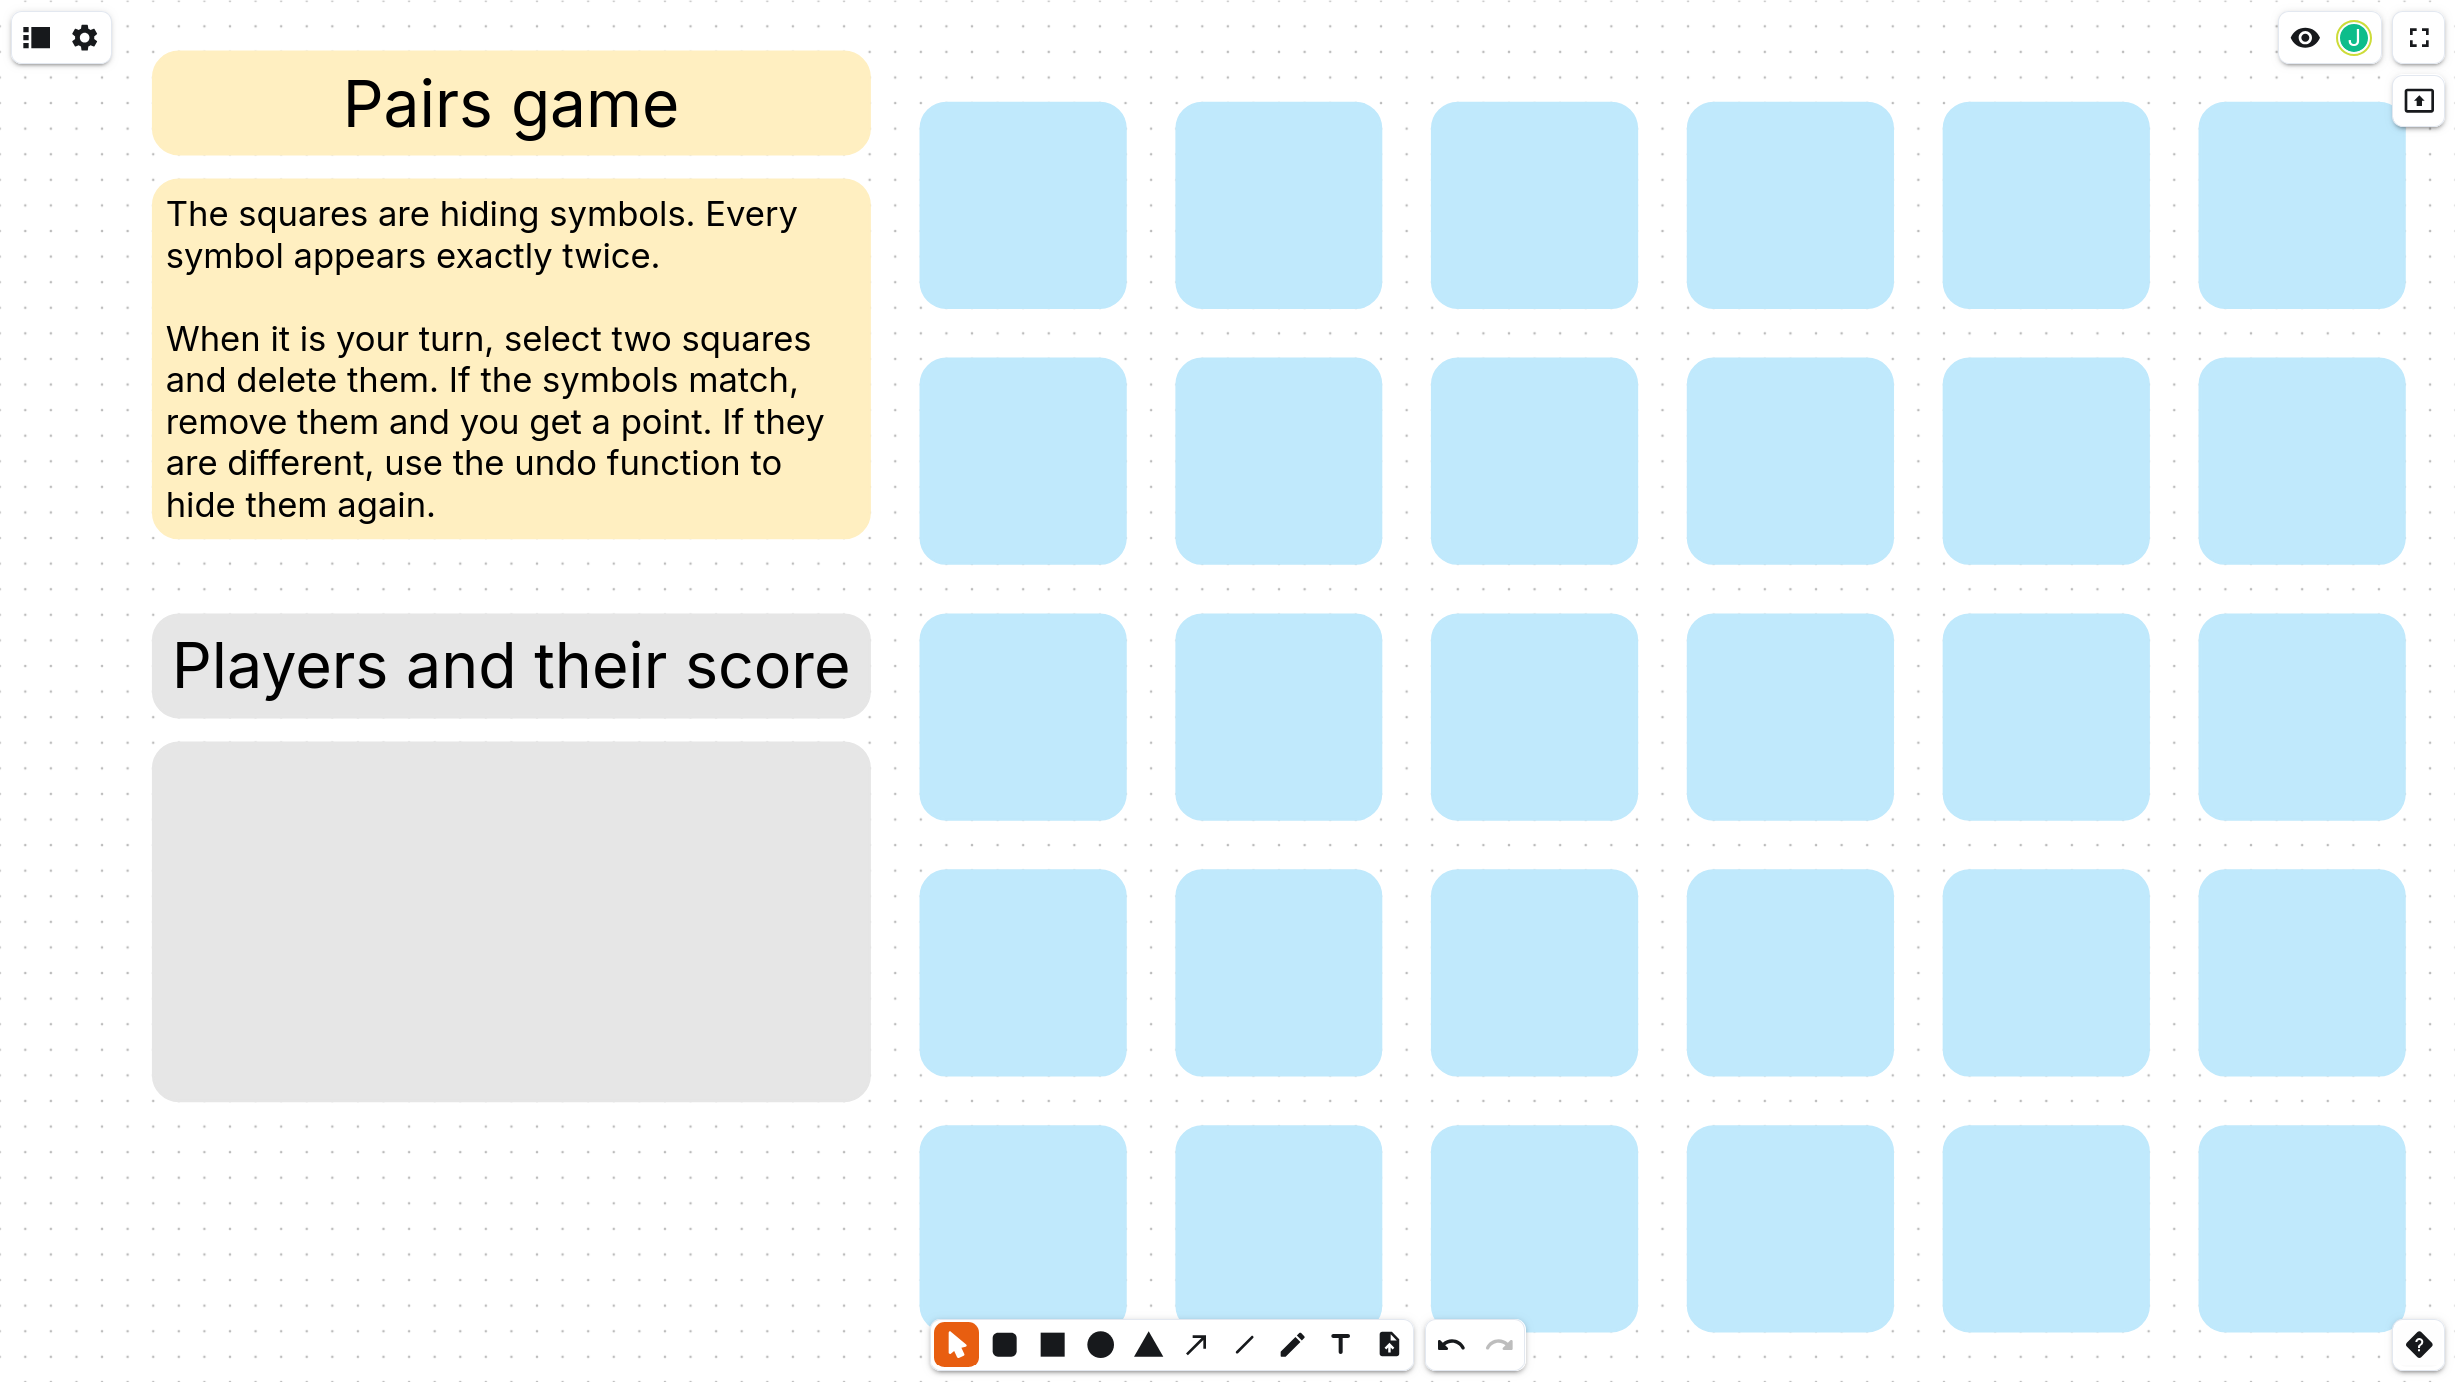 Pairs game
The squares are hiding symbols. Every
symbol appears exactly twice.
When it is your turn, select two squares
and delete them. If the symbols match,
remove them and you get a point. If they
are different, use the undo function to
hide them again.
Players and their score
J
T
?